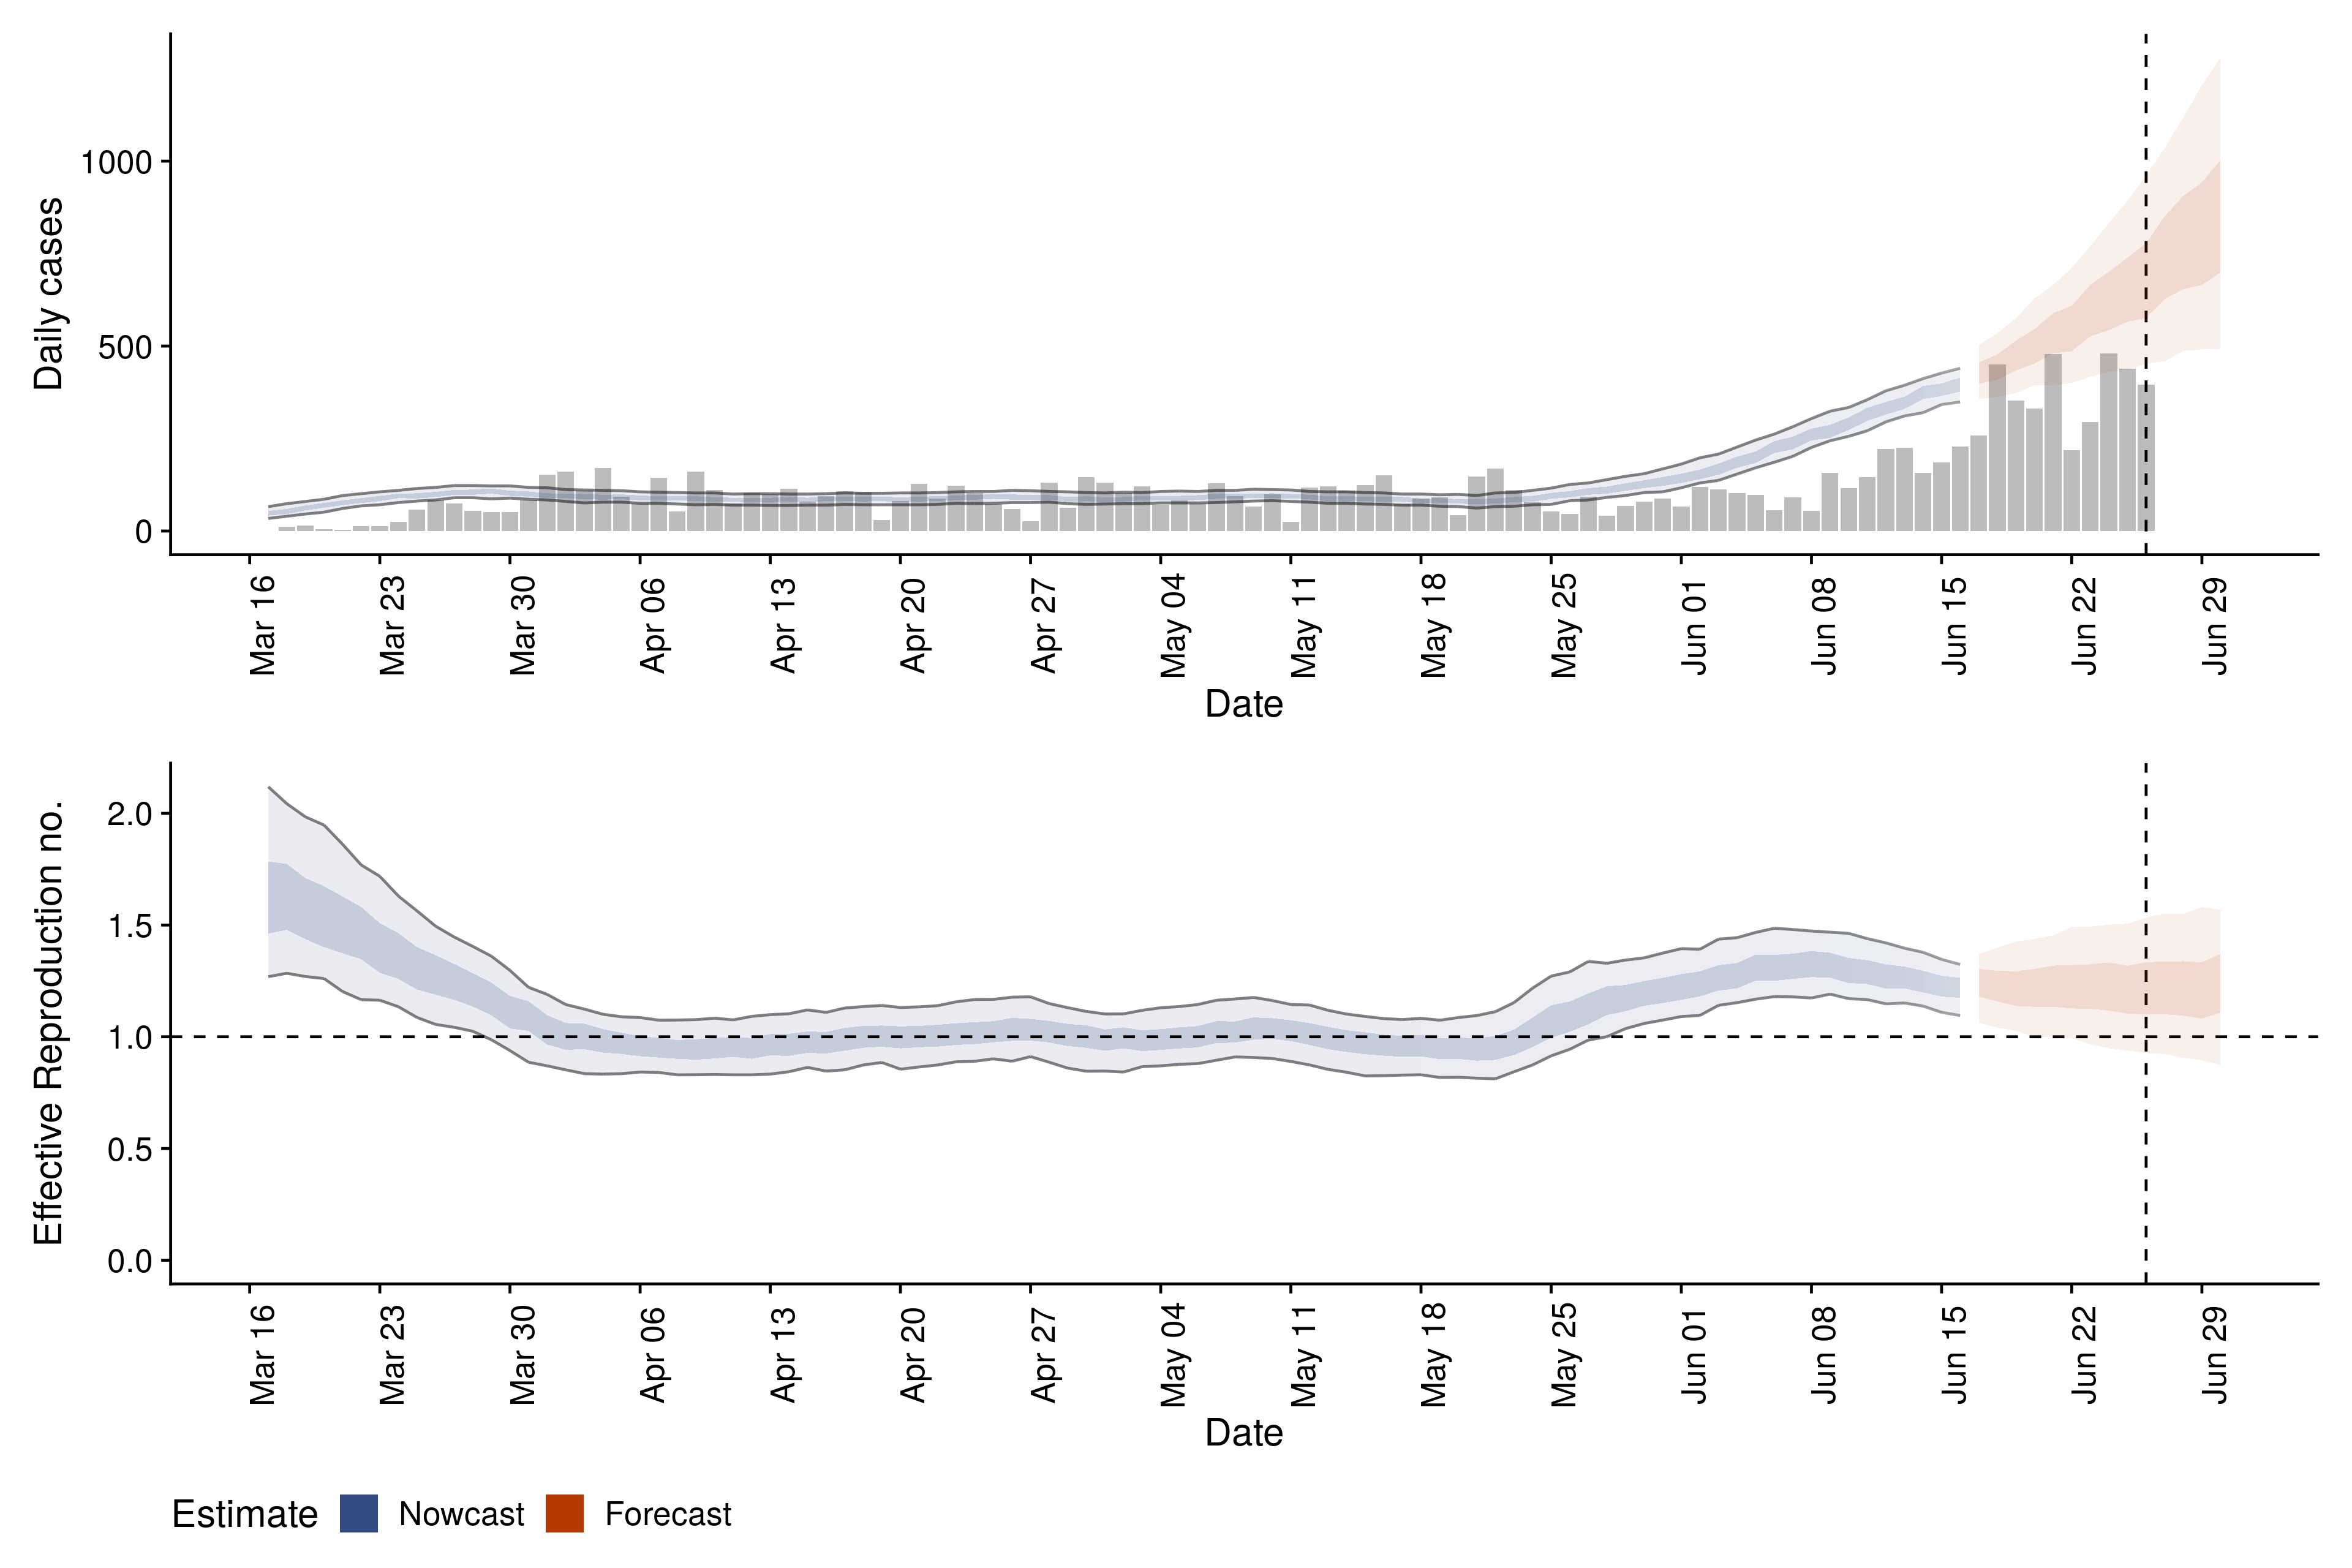 Daily cases
1000
500
0
Mar 16
Mar 23
Mar 30
Apr 06
Apr 13
Apr 20
Apr 27
May 04
May 11
May 18
May 25
Jun 01
Jun 08
Jun 15
Jun 22
Jun 29
Date
Effective Reproduction no.
2.0
1.5
1.0
0.5
0.0
Mar 16
Mar 23
Mar 30
Apr 06
Apr 13
Apr 20
Apr 27
May 04
May 11
May 18
May 25
Jun 01
Jun 08
Jun 15
Jun 22
Jun 29
Date
Estimate Nowcast Forecast